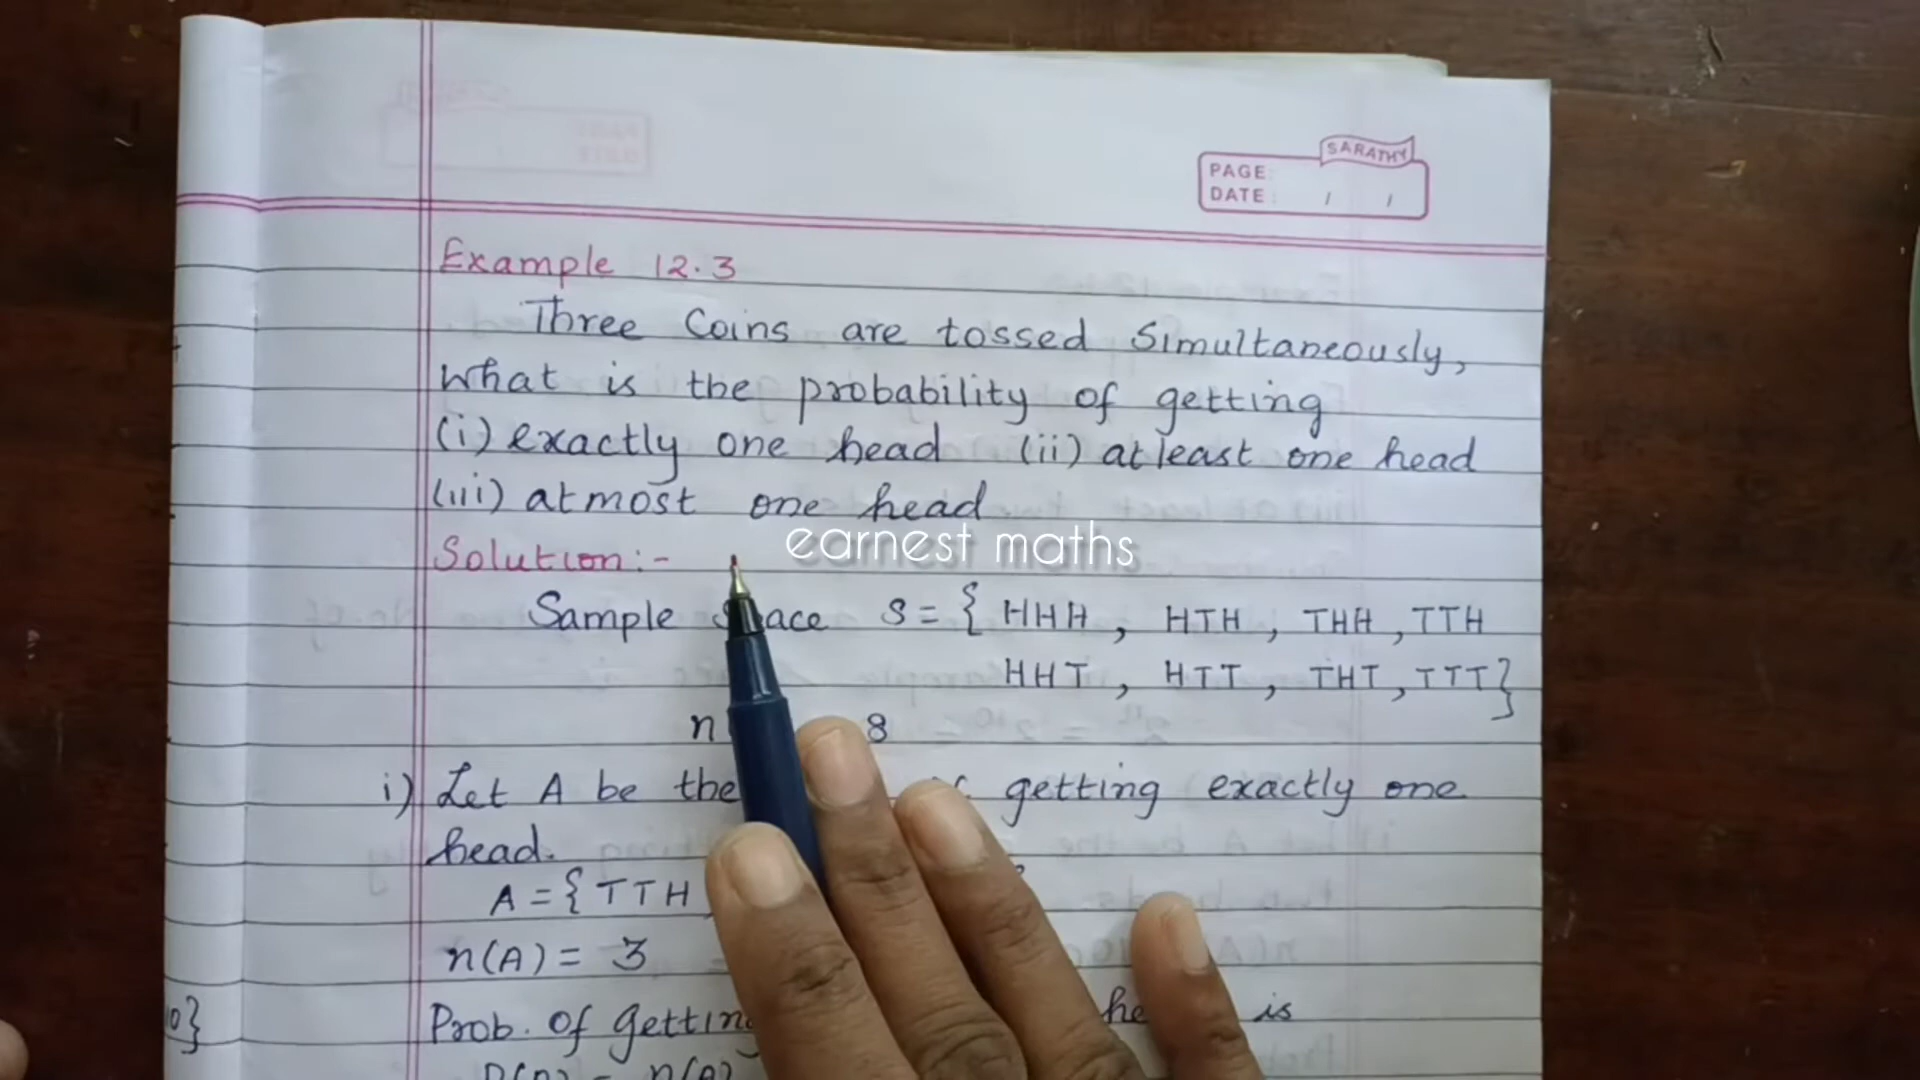 SARATHY
PAGE:
DATE: / /
Example 12.3
Three Coins are tossed Simultaneously,
What is the probability of getting
(i) exactly one head (ii) atleast one head
(iii) atmost one head
earnest maths
Solution:-
Sample S ace S = { HHH, HTH, THH, TTH
HHT, HTT, THT, TTT}
n 8
i) Let A be the getting exactly one
head.
A = { TTH
n(A) = 3
10}
Prob. of getting he is
n(A)